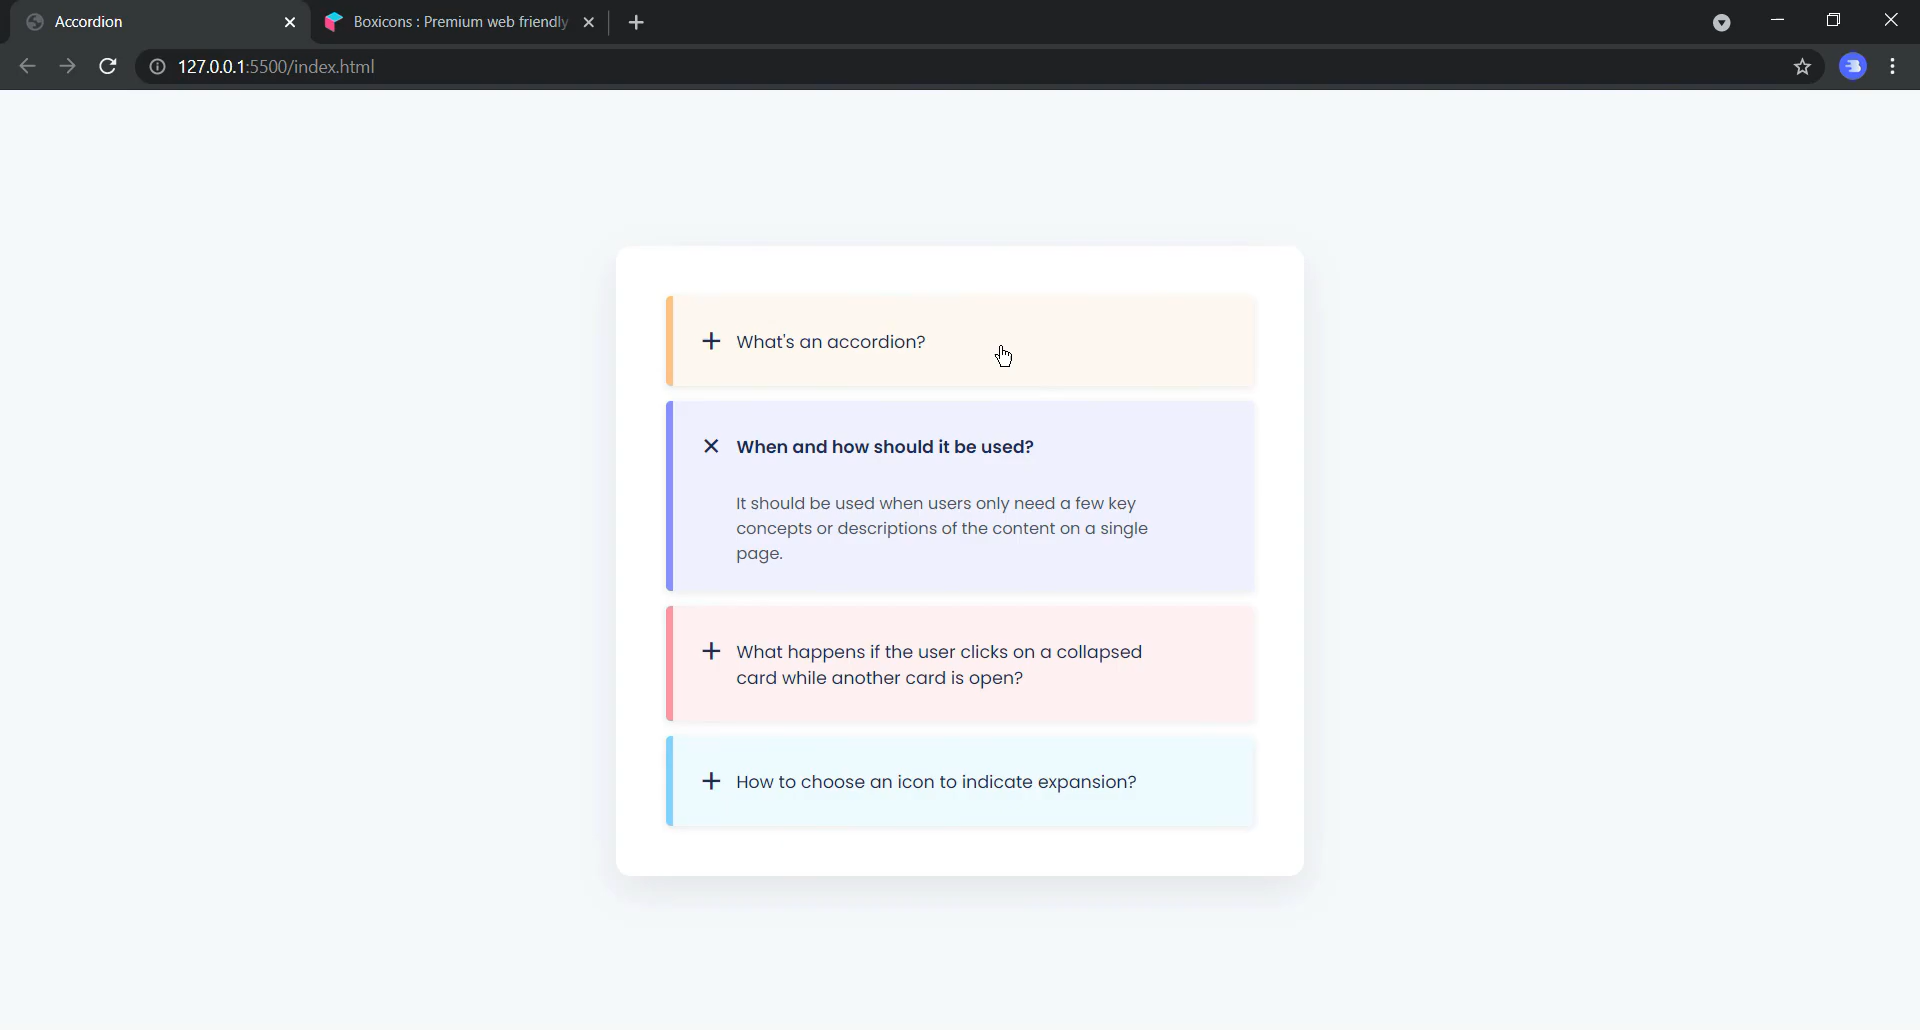 Accordion
Boxicons : Premium web friendly
127.0.0.1:5500/index.html
What's an accordion?
When and how should it be used?
It should be used when users only need a few key
concepts or descriptions of the content on a single
page.
What happens if the user clicks on a collapsed
card while another card is open?
How to choose an icon to indicate expansion?